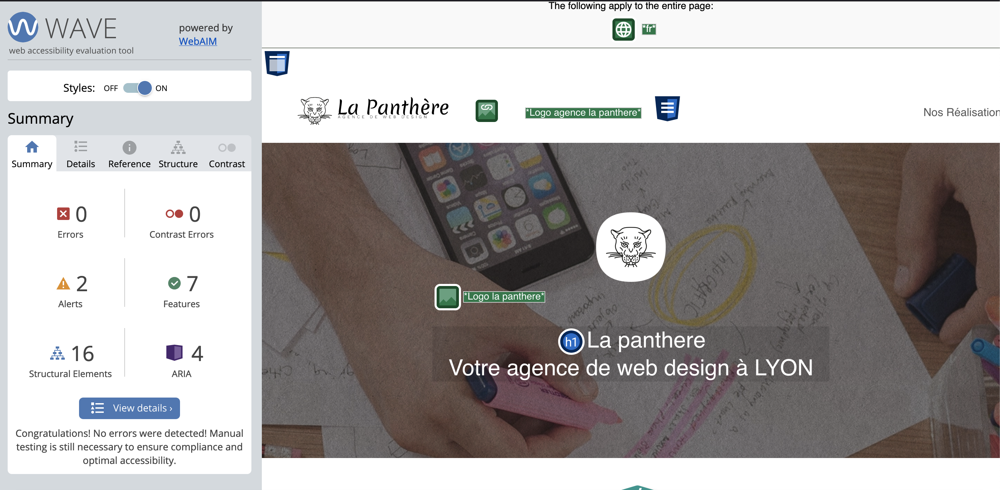 WAVE
powered by
WebAIM
web accessibility evaluation tool
Styles: OFF ON
Summary
Summary
Details
Reference
Structure
Contrast
0
Errors
0
Contrast Errors
2
Alerts
7
Features
16
Structural Elements
4
ARIA
View details ›
Congratulations! No errors were detected! Manual
testing is still necessary to ensure compliance and
optimal accessibility.
The following apply to the entire page:
*fr*
La Panthère
AGENCE DE WEB DESIGN
*Logo agence la panthere*
Nos Réalisation
*Logo la panthere*
h1 La panthere
Votre agence de web design à LYON